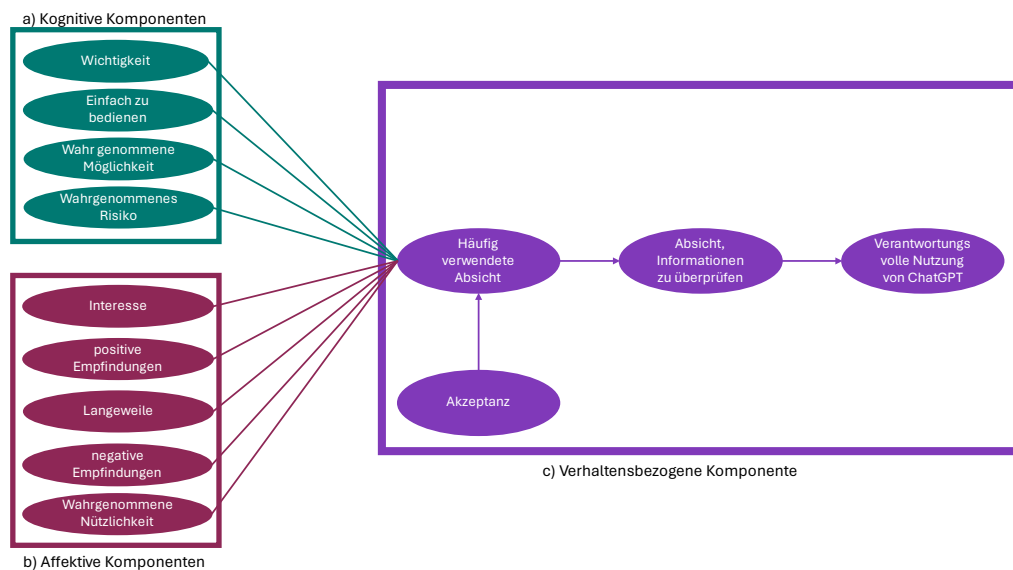 a) Kognitive Komponenten
Wichtigkeit
Einfach zu
bedienen
Wahr genommene
Möglichkeit
Wahrgenommenes
Risiko
Interesse
positive
Empfindungen
Langeweile
negative
Empfindungen
Wahrgenommene
Nützlichkeit
b) Affektive Komponenten
Häufig
verwendete
Absicht
Absicht,
Informationen
zu überprüfen
Verantwortungs
volle Nutzung
von ChatGPT
Akzeptanz
c) Verhaltensbezogene Komponente